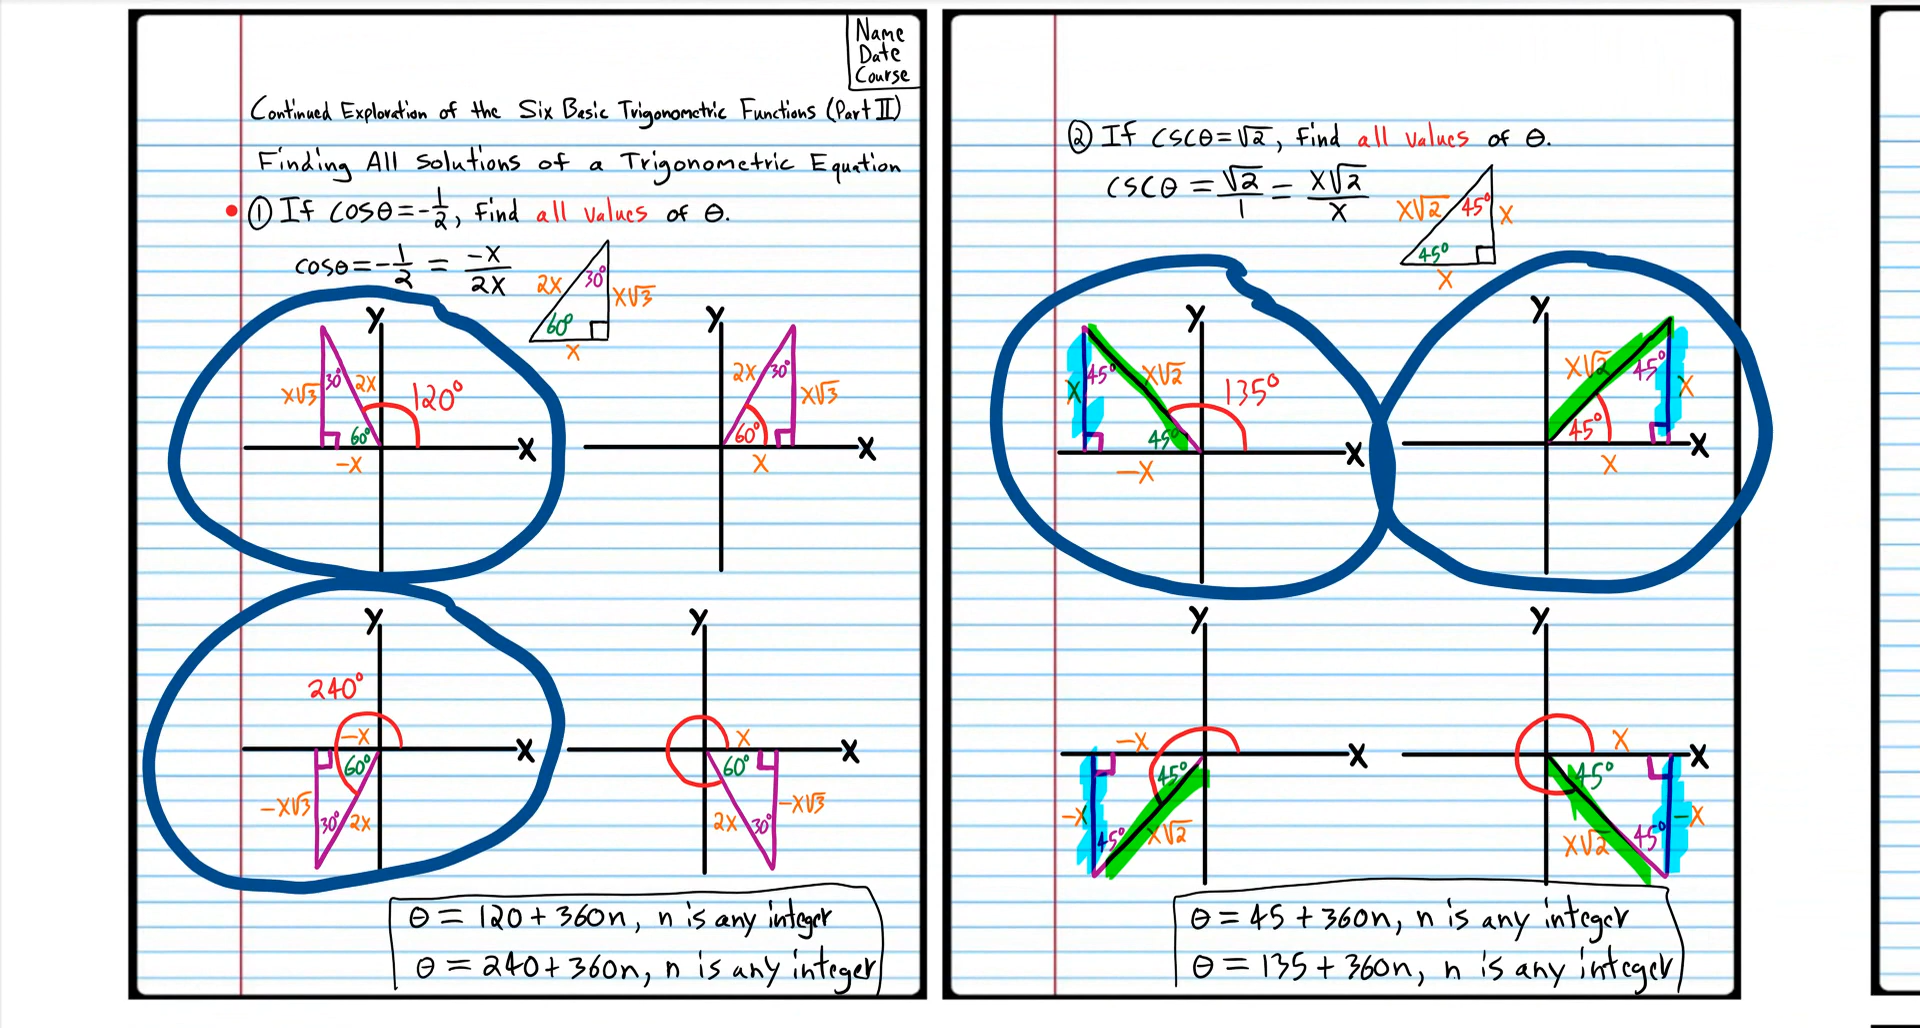 Name
Date
Course
Continued Exploration of the Six Basic Trigonometric Functions (Part II)
Finding All Solutions of a Trigonometric Equation
① If cosθ=-1/2, find all values of θ.
cosθ=-1/2 = -x/2x
2x 30° x√3
60°
x
y
x√3 30° 2x 120°
60° x
-x
y
2x 30° x√3
60° x
x
y
240°
-x x
60°
-x√3
30° 2x
y
x x
60°
-x√3
2x 30°
θ = 120 + 360n, n is any integer
θ = 240 + 360n, n is any integer
② If cscθ=√2, find all values of θ.
cscθ = √2/1 = x√2/x
x√2 45° x
45°
x
y
x 45° x√2 135°
45° x
-x
y
x√2 45° x
45° x
x
y
-x x
45°
-x
45° x√2
y
x x
45°
-x
x√2 45°
θ = 45 + 360n, n is any integer
θ = 135 + 360n, n is any integer